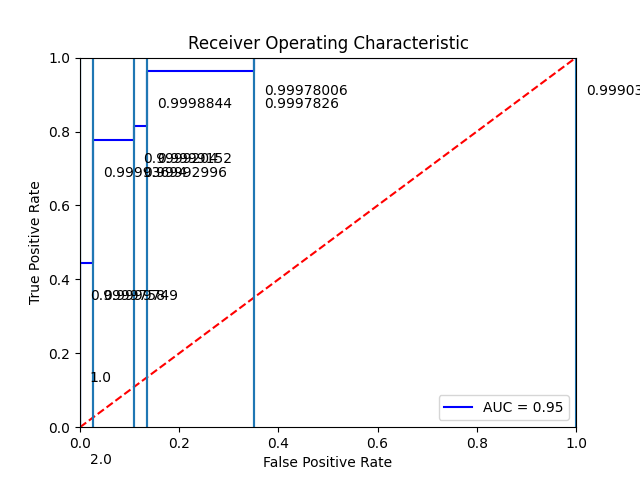 Receiver Operating Characteristic
1.0
0.99978006
0.99903
0.9998844
0.9997826
0.8
0.6
True Positive Rate
0.4
0.2
1.0
AUC = 0.95
0.0
0.0 0.2 0.4 0.6 0.8 1.0
2.0 False Positive Rate